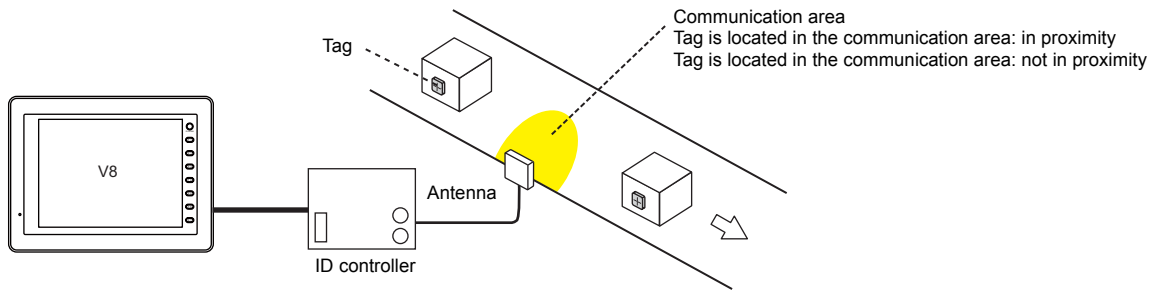 Communication area
Tag is located in the communication area: in proximity
Tag is located in the communication area: not in proximity
Tag
V8
Antenna
ID controller